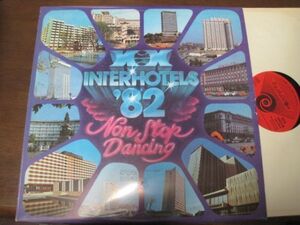 INTERHOTELS
'82
Non Stop
Dancing